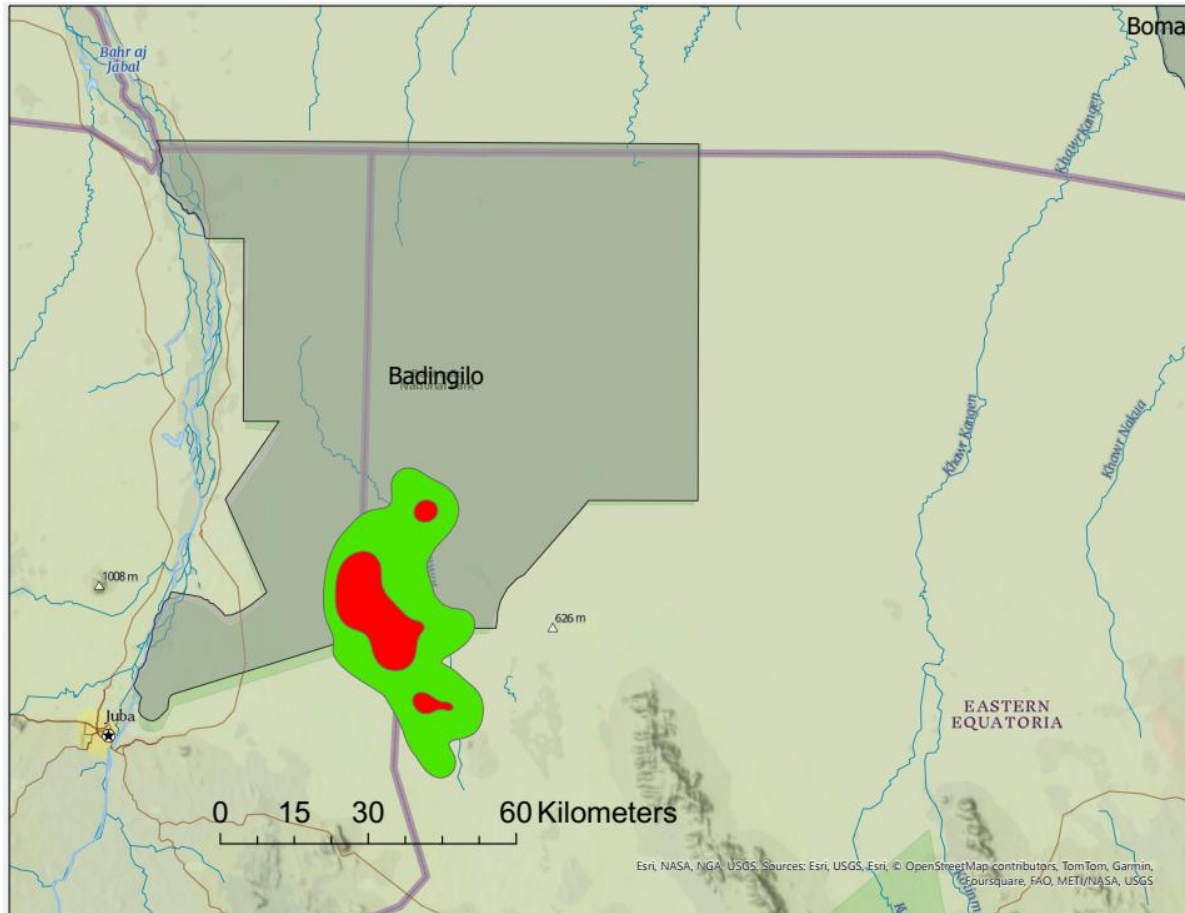 Boma
Bahr aj
Jabal
Khawr Kangen
Badingilo
National Park
Khawr Kangen
Khawr Nakua
1008 m
626 m
Juba
EASTERN
EQUATORIA
0 15 30 60 Kilometers
Esri, NASA, NGA, USGS, Sources: Esri, USGS, Esri, © OpenStreetMap contributors, TomTom, Garmin,
Foursquare, FAO, METI/NASA, USGS